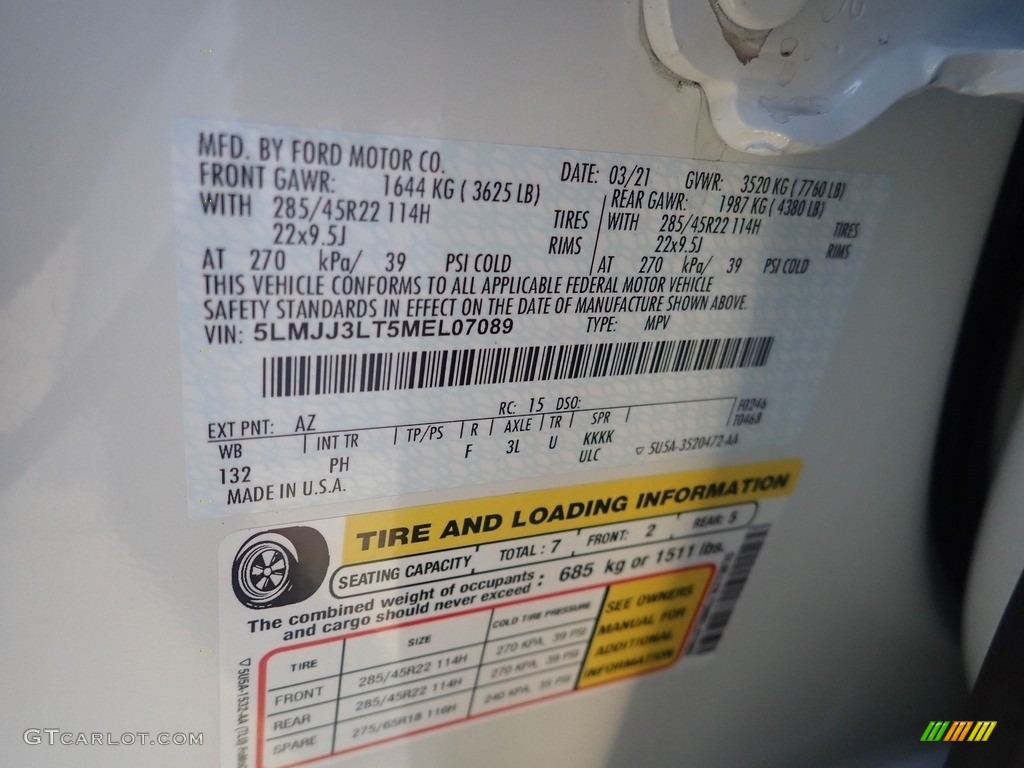 MFD. BY FORD MOTOR CO.
DATE: 03/21 GVWR: 3520 KG ( 7760 LB)
FRONT GAWR: 1644 KG ( 3625 LB) REAR GAWR: 1987 KG ( 4380 LB)
WITH 285/45R22 114H TIRES WITH 285/45R22 114H TIRES
22x9.5J RIMS 22x9.5J RIMS
AT 270 kPa/ 39 PSI COLD AT 270 kPa/ 39 PSI COLD
THIS VEHICLE CONFORMS TO ALL APPLICABLE FEDERAL MOTOR VEHICLE
SAFETY STANDARDS IN EFFECT ON THE DATE OF MANUFACTURE SHOWN ABOVE.
VIN: 5LMJJ3LT5MEL07089 TYPE: MPV
EXT PNT: AZ RC: 15 DSO: F0246
WB INT TR TP/PS R AXLE TR SPR T0468
132 PH F 3L U KKKK
ULC 5U5A-3520472-AA
MADE IN U.S.A.
TIRE AND LOADING INFORMATION
SEATING CAPACITY TOTAL : 7 FRONT: 2 REAR: 5
The combined weight of occupants
and cargo should never exceed : 685 kg or 1511 lbs.
TIRE SIZE COLD TIRE PRESSURE
FRONT 285/45R22 114H 270 KPA, 39 PSI
REAR 285/45R22 114H 270 KPA, 39 PSI
SPARE 275/65R18 116H 240 KPA, 35 PSI
SEE OWNERS
MANUAL FOR
ADDITIONAL
INFORMATION
GTCARLOT.COM